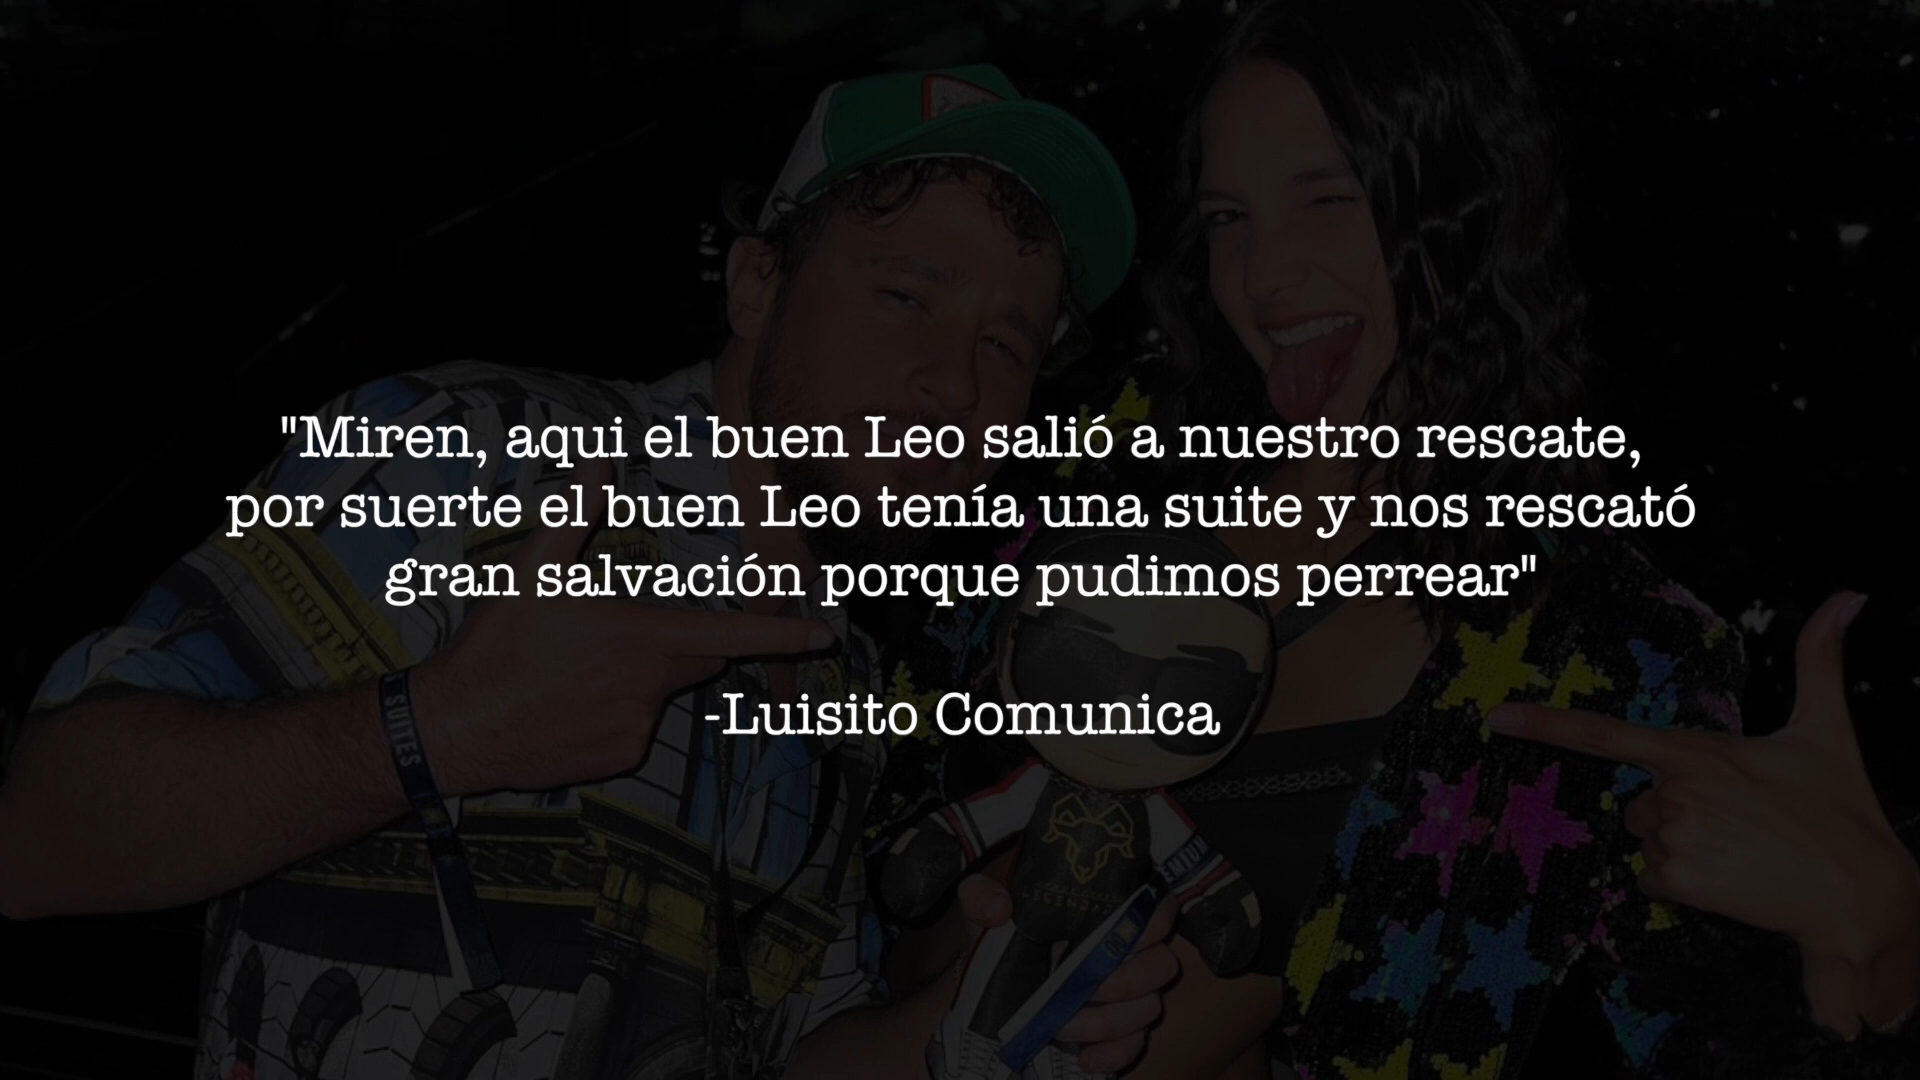 "Miren, aqui el buen Leo salió a nuestro rescate,
por suerte el buen Leo tenía una suite y nos rescató
gran salvación porque pudimos perrear"
-Luisito Comunica
SUITES